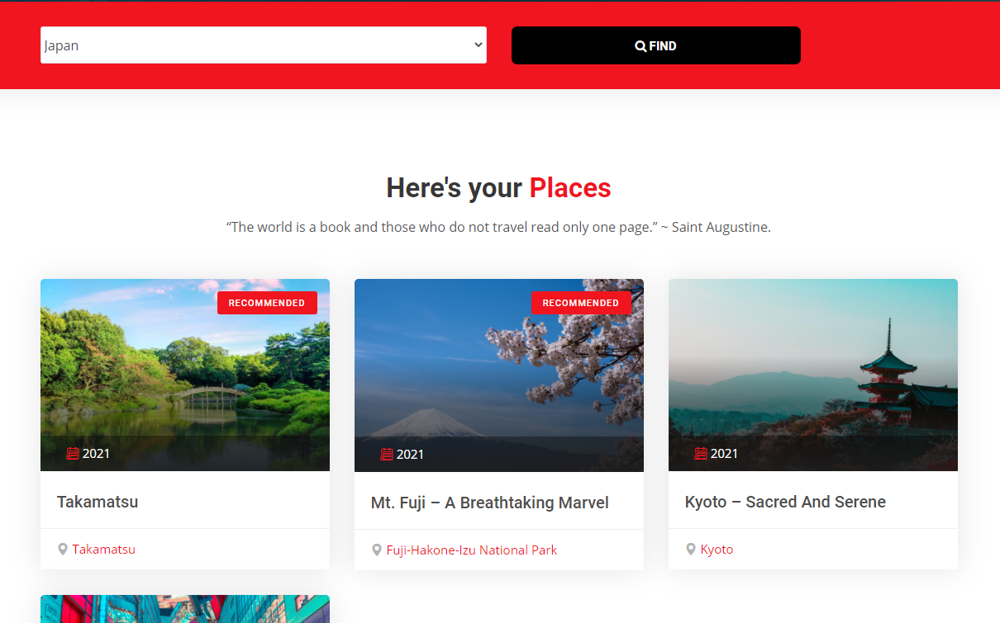 Japan
FIND
Here's your Places
“The world is a book and those who do not travel read only one page.” ~ Saint Augustine.
RECOMMENDED
2021
Takamatsu
Takamatsu
RECOMMENDED
2021
Mt. Fuji – A Breathtaking Marvel
Fuji-Hakone-Izu National Park
2021
Kyoto – Sacred And Serene
Kyoto